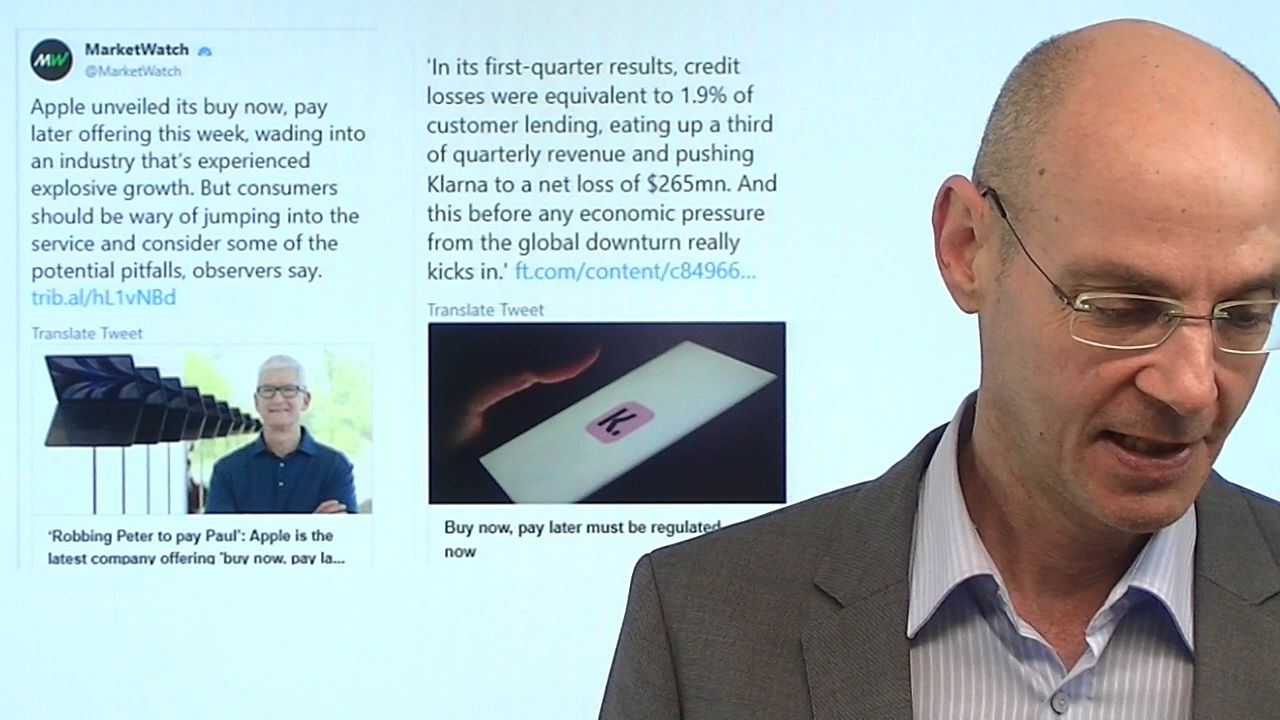 MW
MarketWatch
@MarketWatch
Apple unveiled its buy now, pay
later offering this week, wading into
an industry that's experienced
explosive growth. But consumers
should be wary of jumping into the
service and consider some of the
potential pitfalls, observers say.
trib.al/hL1vNBd
Translate Tweet
'Robbing Peter to pay Paul': Apple is the
latest company offering 'buy now, pay la...
'In its first-quarter results, credit
losses were equivalent to 1.9% of
customer lending, eating up a third
of quarterly revenue and pushing
Klarna to a net loss of $265mn. And
this before any economic pressure
from the global downturn really
kicks in.' ft.com/content/c84966...
Translate Tweet
K.
Buy now, pay later must be regulated
now